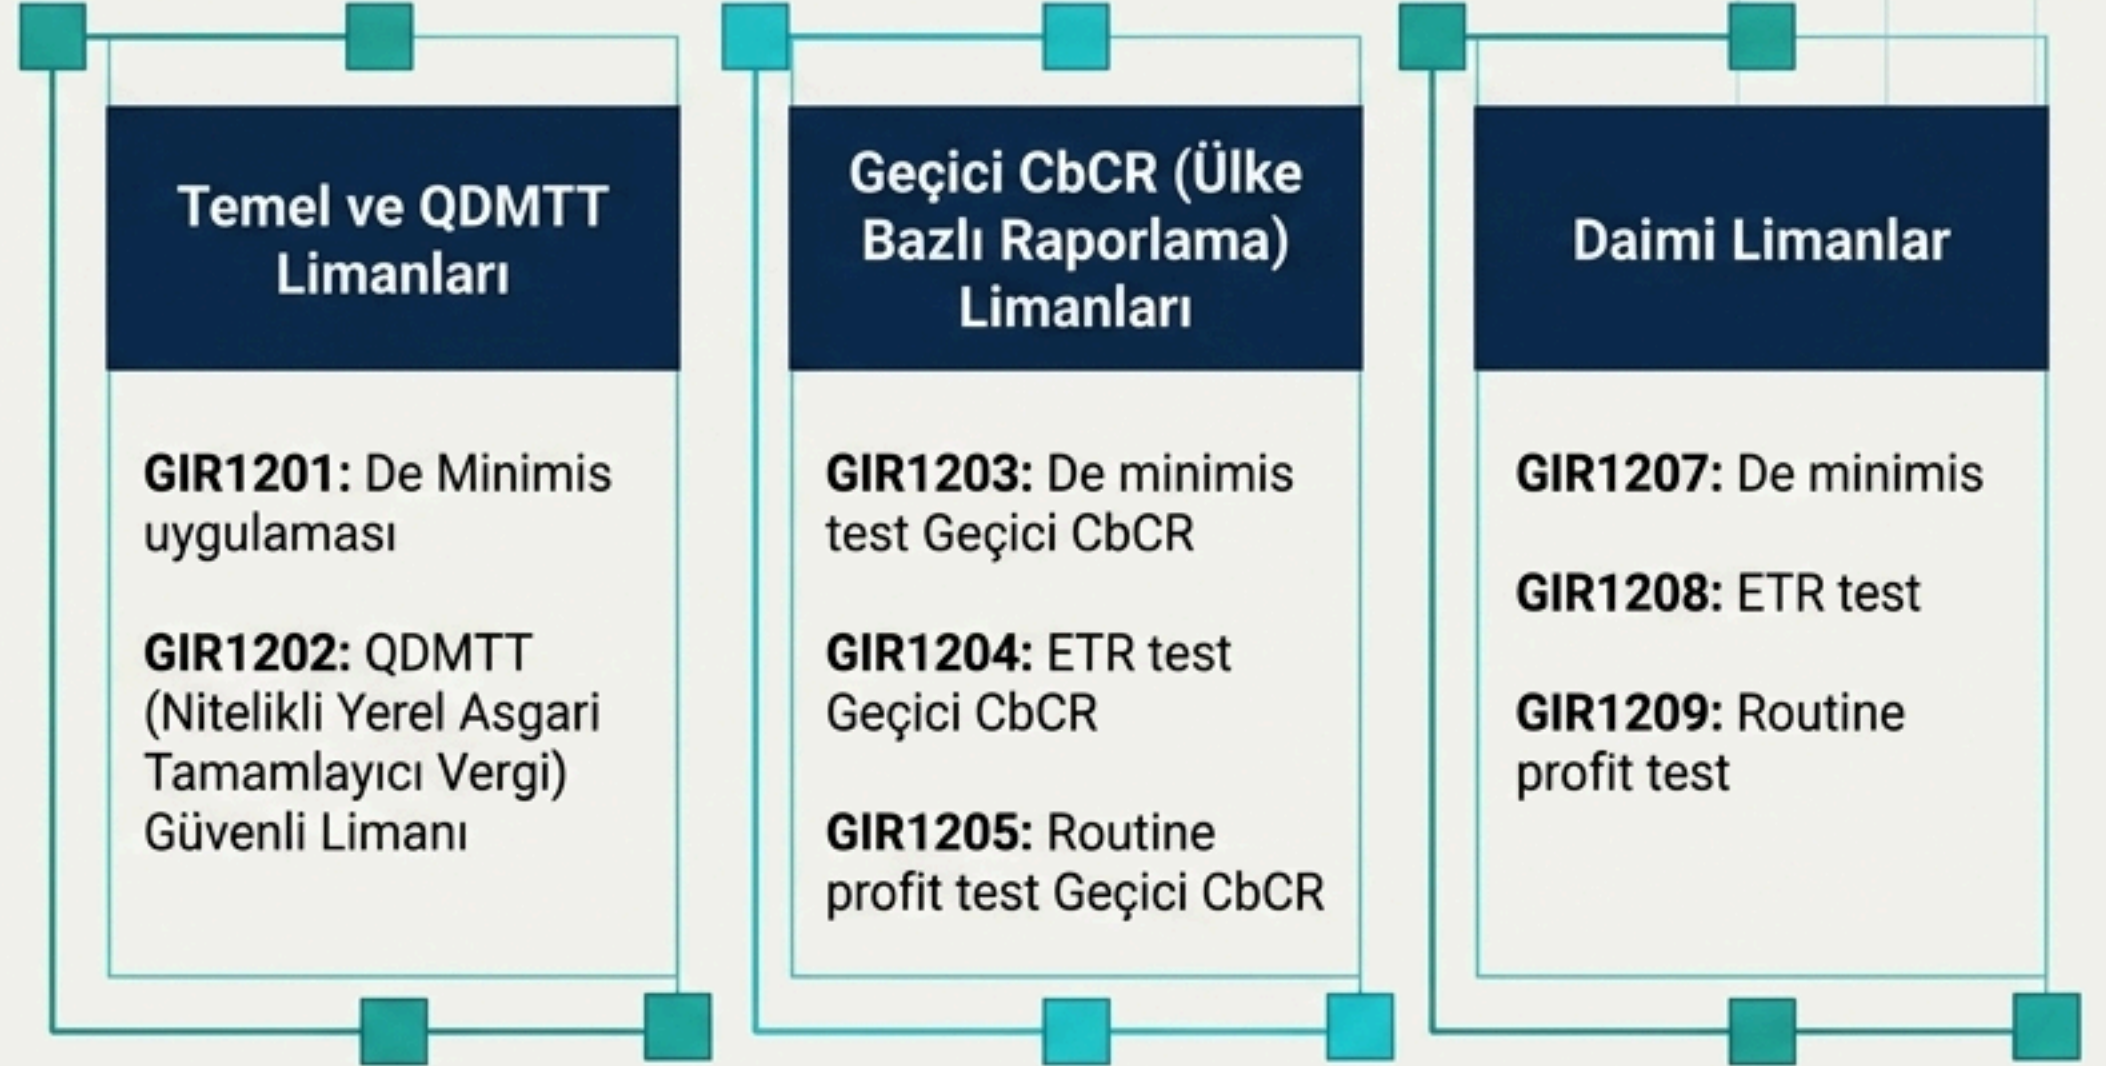 Temel ve QDMTT
Limanları
GIR1201: De Minimis
uygulaması
GIR1202: QDMTT
(Nitelikli Yerel Asgari
Tamamlayıcı Vergi)
Güvenli Limanı
Geçici CbCR (Ülke
Bazlı Raporlama)
Limanları
GIR1203: De minimis
test Geçici CbCR
GIR1204: ETR test
Geçici CbCR
GIR1205: Routine
profit test Geçici CbCR
Daimi Limanlar
GIR1207: De minimis
GIR1208: ETR test
GIR1209: Routine
profit test